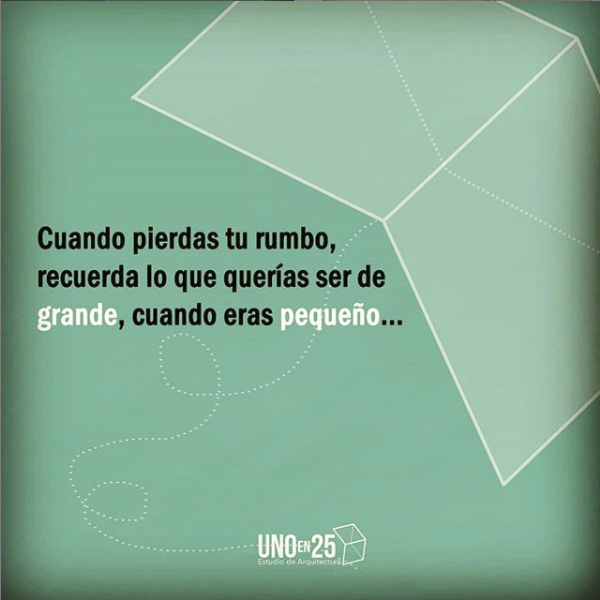 Cuando pierdas tu rumbo,
recuerda lo que querías ser de
grande, cuando eras pequeño...
UNO EN 25
Estudio de Arquitectura